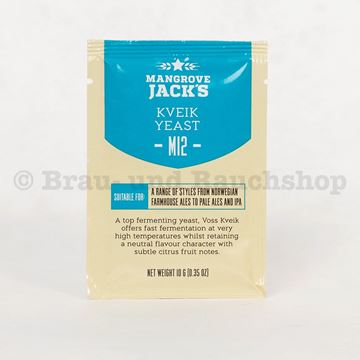 MANGROVE
JACK'S
KVEIK
YEAST
- M12 -
© Brau- und Rauchshop
SUITABLE FOR
A RANGE OF STYLES FROM NORWEGIAN
FARMHOUSE ALES TO PALE ALES AND IPA
A top fermenting yeast, Voss Kveik
offers fast fermentation at very
high temperatures whilst retaining
a neutral flavour character with
subtle citrus fruit notes.
NET WEIGHT 10 G (0.35 OZ)